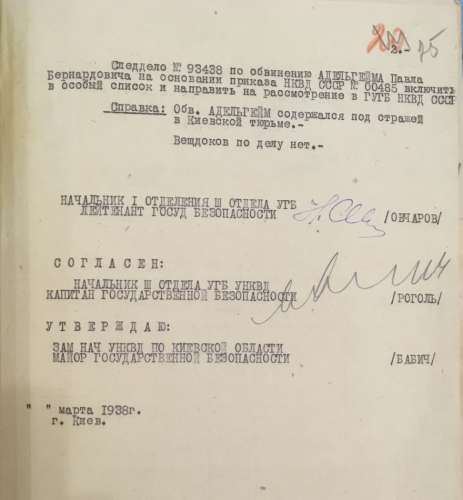 2.-
75
Следдело № 93438 по обвинению АДЕЛЬГЕЙМА Павла
Бернардовича на основании приказа НКВД СССР № 00485 включить
в особый список и направить на рассмотрение в ГУГБ НКВД СССР
Справка: Обв. АДЕЛЬГЕЙМ содержался под стражей
в Киевской тюрьме.-
Вещдоков по делу нет.-
НАЧАЛЬНИК I ОТДЕЛЕНИЯ Ш ОТДЕЛА УГБ
ЛЕЙТЕНАНТ ГОСУД БЕЗОПАСНОСТИ /ОВЧАРОВ/
С О Г Л А С Е Н:
НАЧАЛЬНИК Ш ОТДЕЛА УГБ УНКВД
КАПИТАН ГОСУДАРСТВЕННОЙ БЕЗОПАСНОСТИ /РОГОЛЬ/
У Т В Е Р Ж Д А Ю:
ЗАМ НАЧ УНКВД ПО КИЕВСКОЙ ОБЛАСТИ
МАЙОР ГОСУДАРСТВЕННОЙ БЕЗОПАСНОСТИ /БАБИЧ/
" " марта 1938г.
г. Киев.